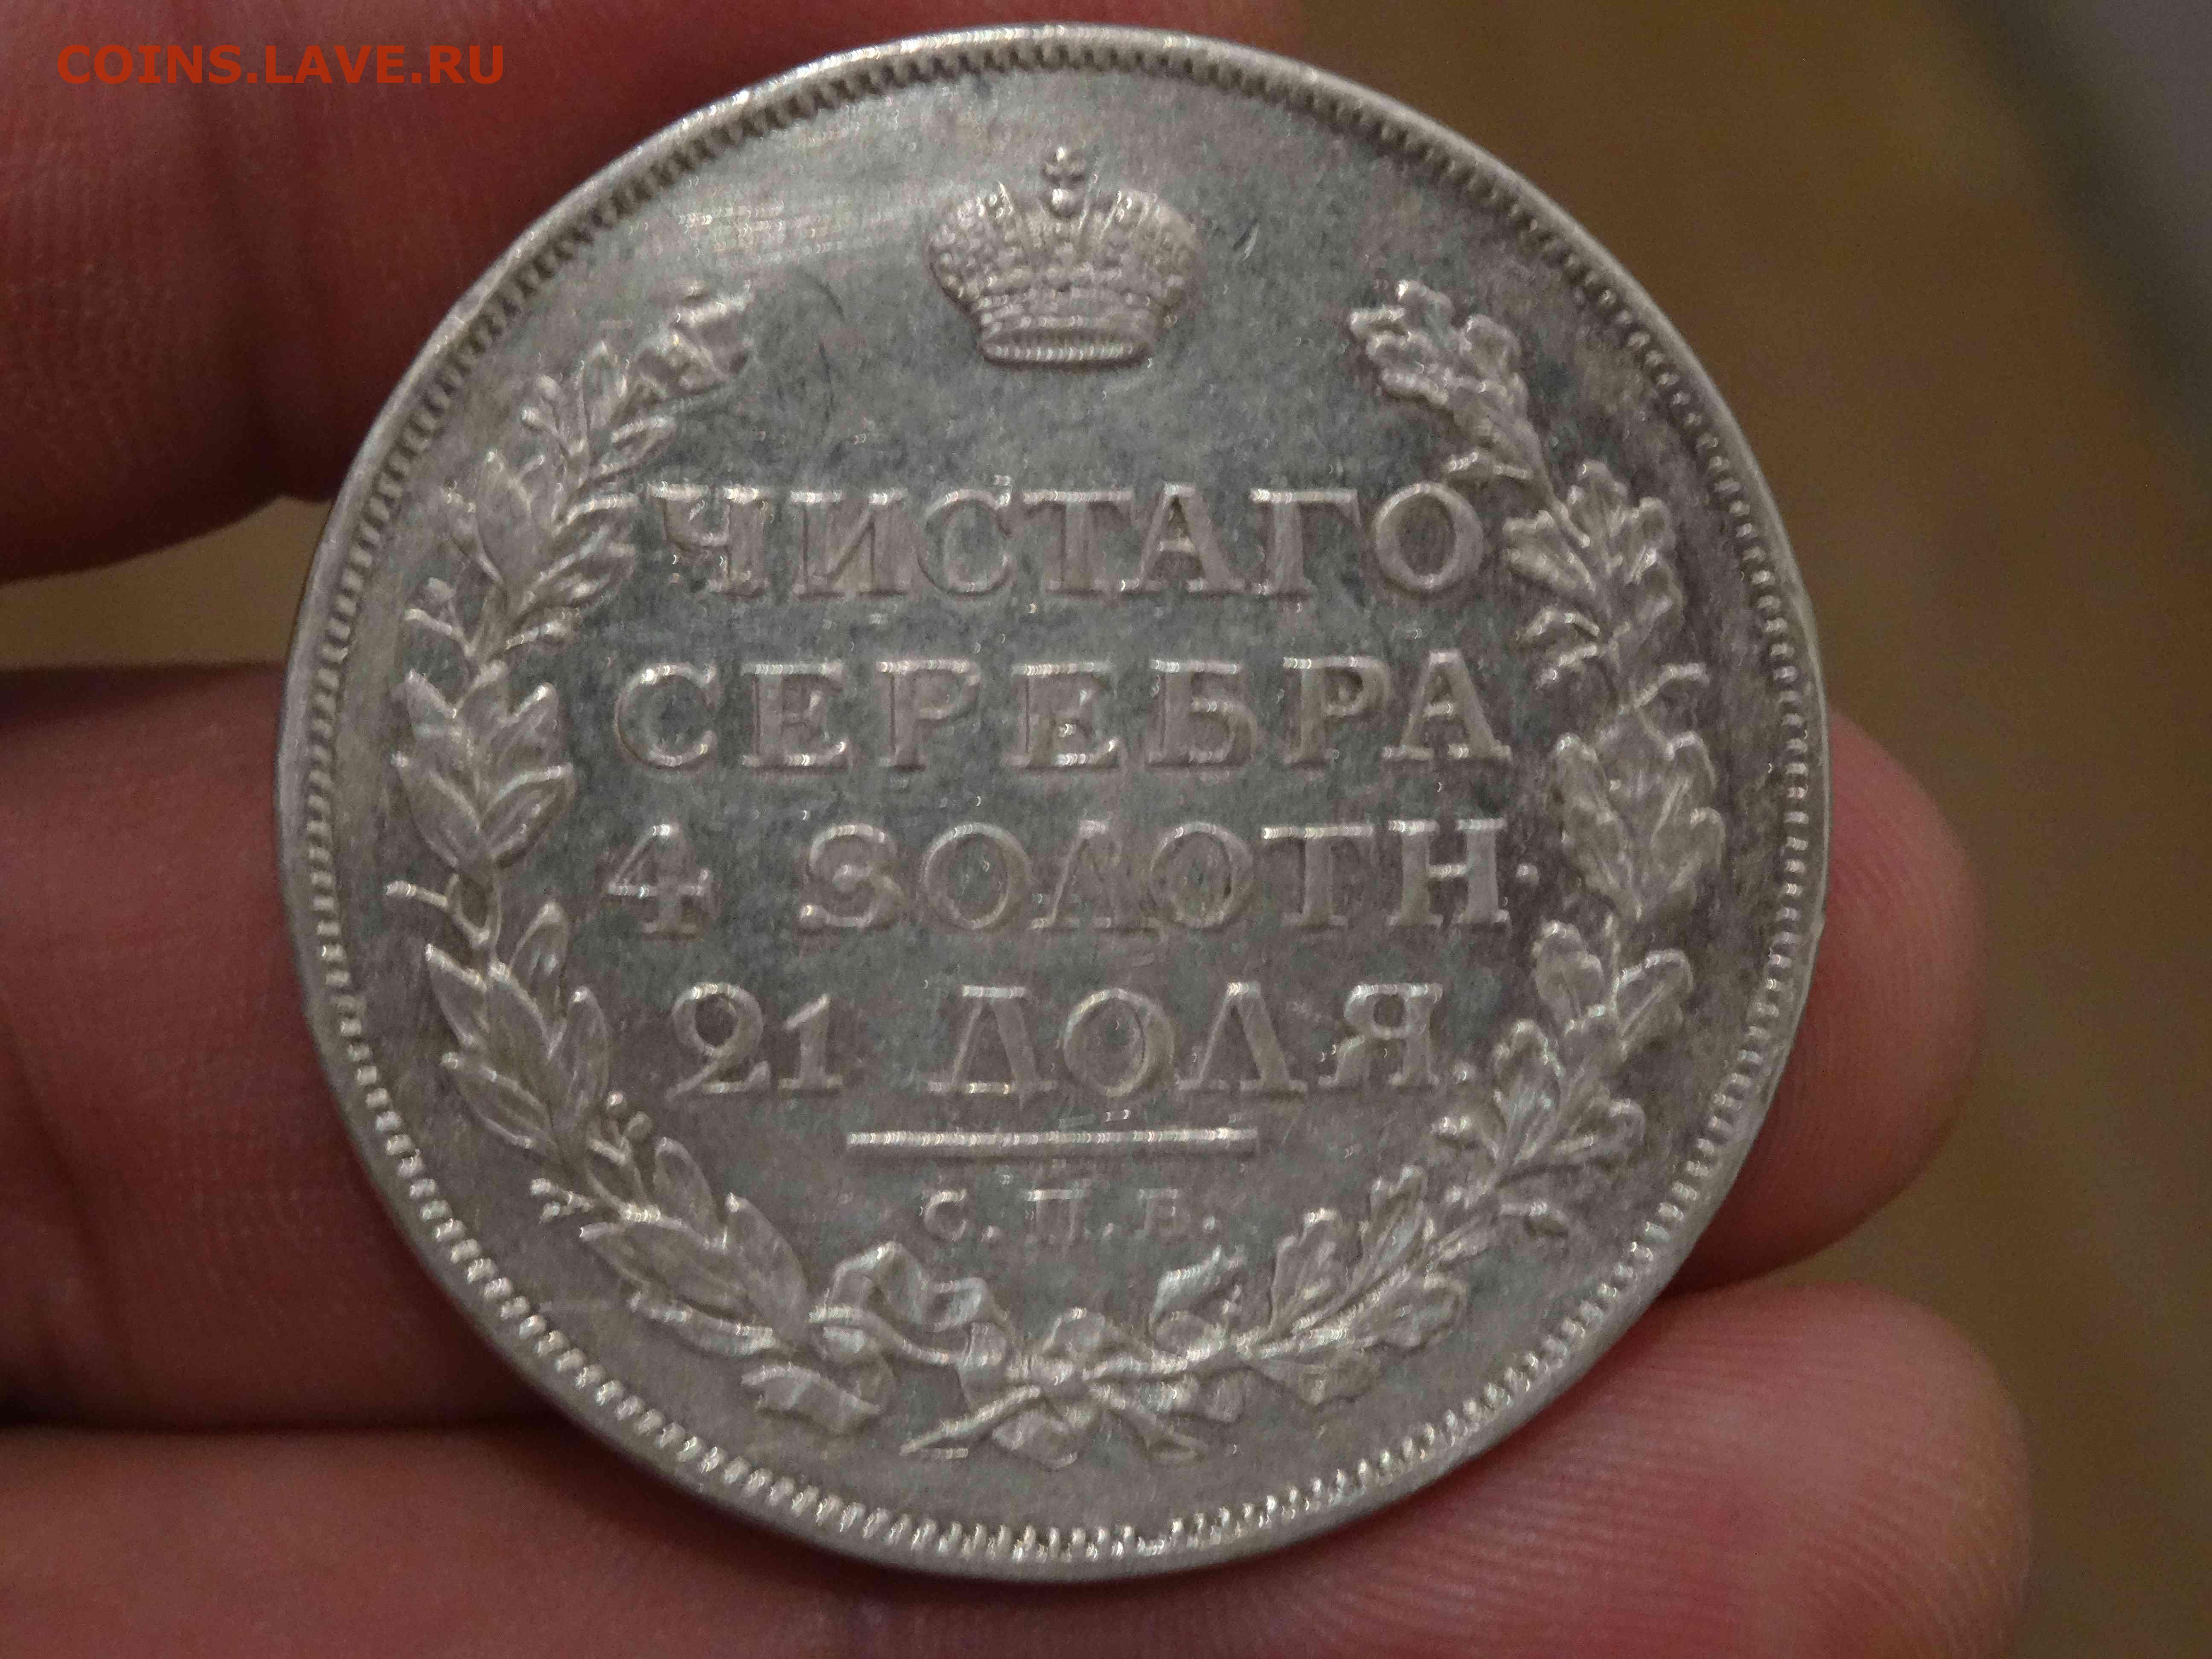 COINS.LAVE.RU
ЧИСТАГО
СЕРЕБРА
4 ЗОЛОТН.
21 ДОЛЯ
С.П.Б.